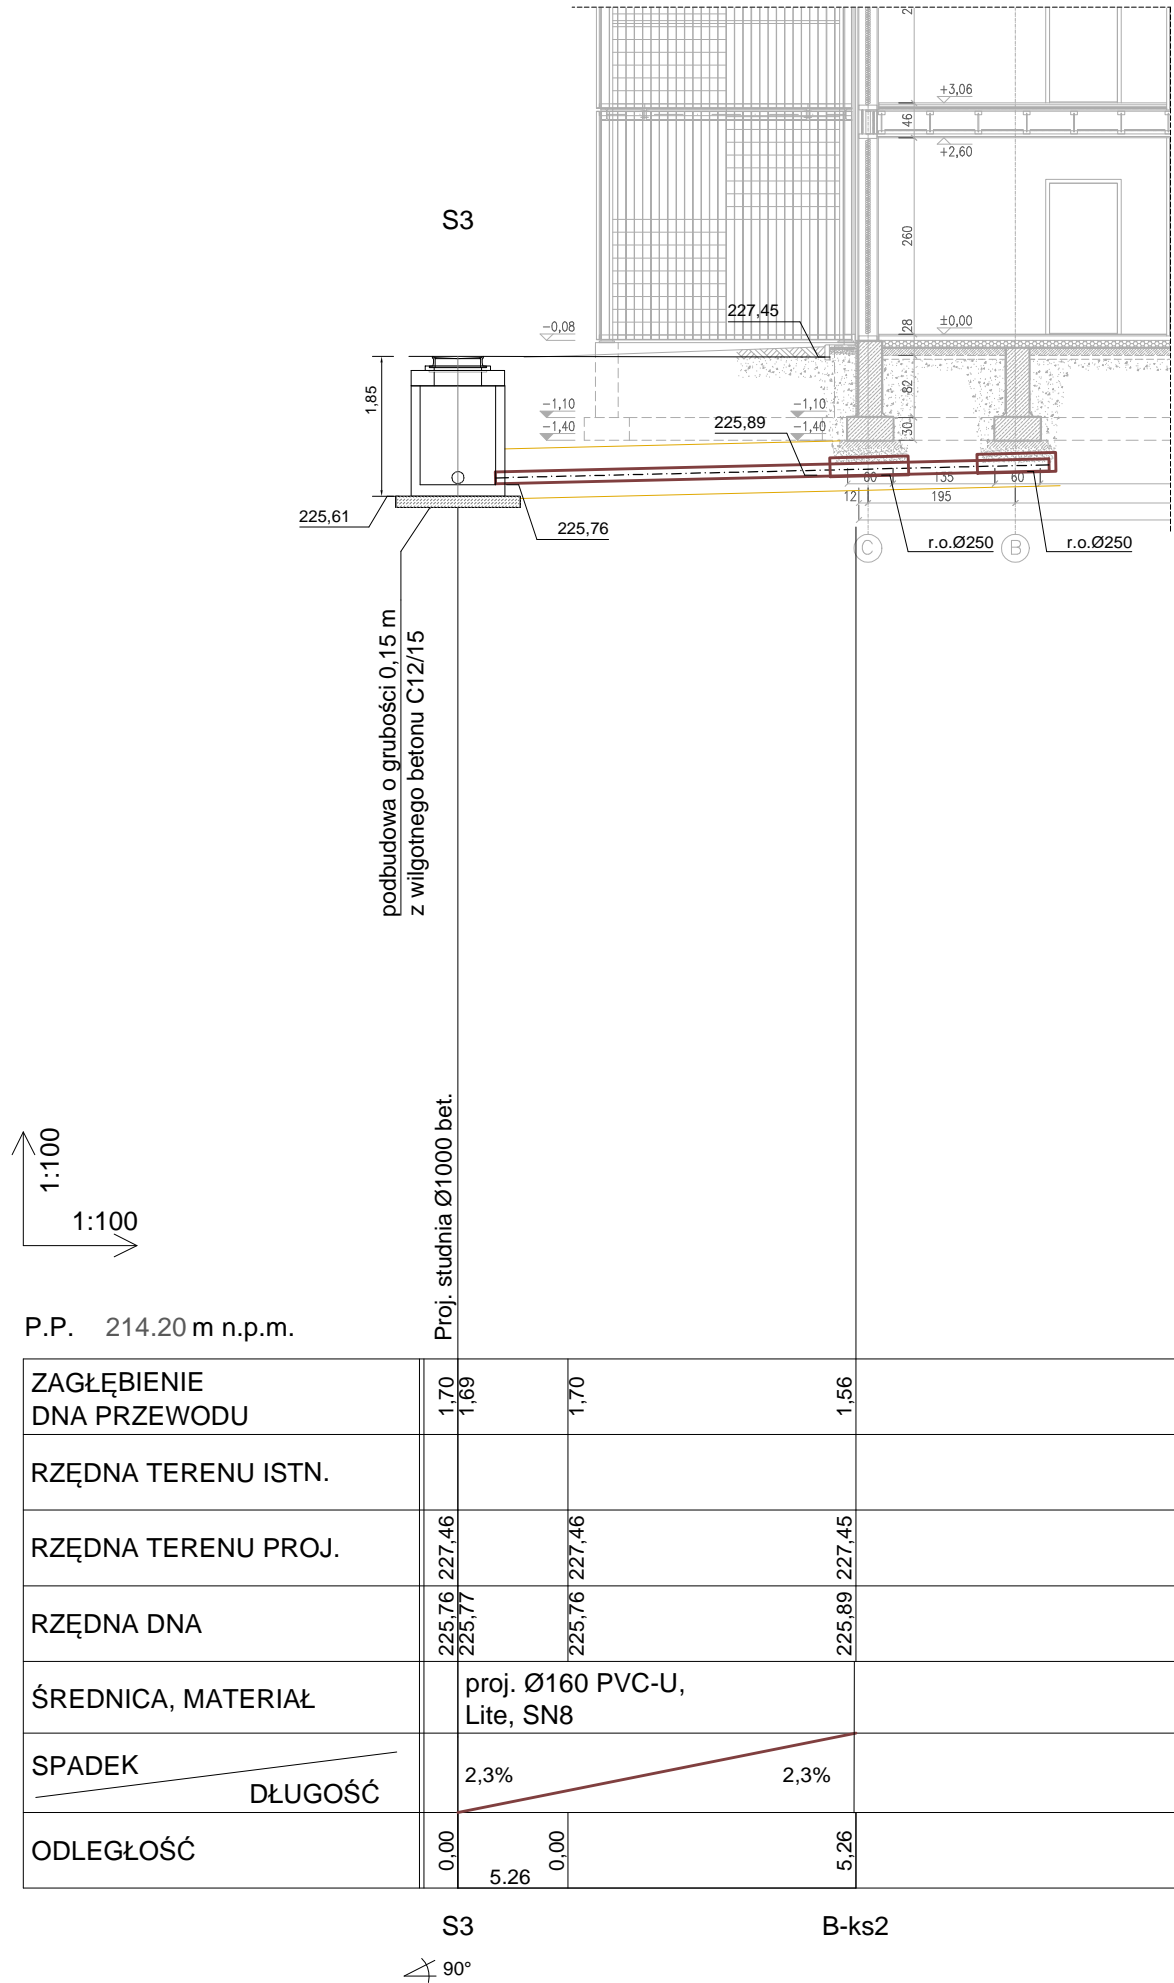 2
+3,06
46
+2,60
S3
260
227,45
-0,08
28
±0,00
1,85
82
-1,10
-1,10
-1,40
225,89
-1,40
30
60
135
60
12
195
225,61
225,76
C
r.o.Ø250
B
r.o.Ø250
podbudowa o grubości 0,15 m
z wilgotnego betonu C12/15
Proj. studnia Ø1000 bet.
1:100
1:100
P.P. 214.20 m n.p.m.
ZAGŁĘBIENIE
DNA PRZEWODU
1,70 1,69 1,70 1,56
RZĘDNA TERENU ISTN.
RZĘDNA TERENU PROJ.
227,46 227,46 227,45
RZĘDNA DNA
225,76 225,77 225,76 225,89
ŚREDNICA, MATERIAŁ
proj. Ø160 PVC-U,
Lite, SN8
SPADEK
DŁUGOŚĆ
2,3% 2,3%
ODLEGŁOŚĆ
0,00 5.26 0,00 5,26
S3 B-ks2
90°